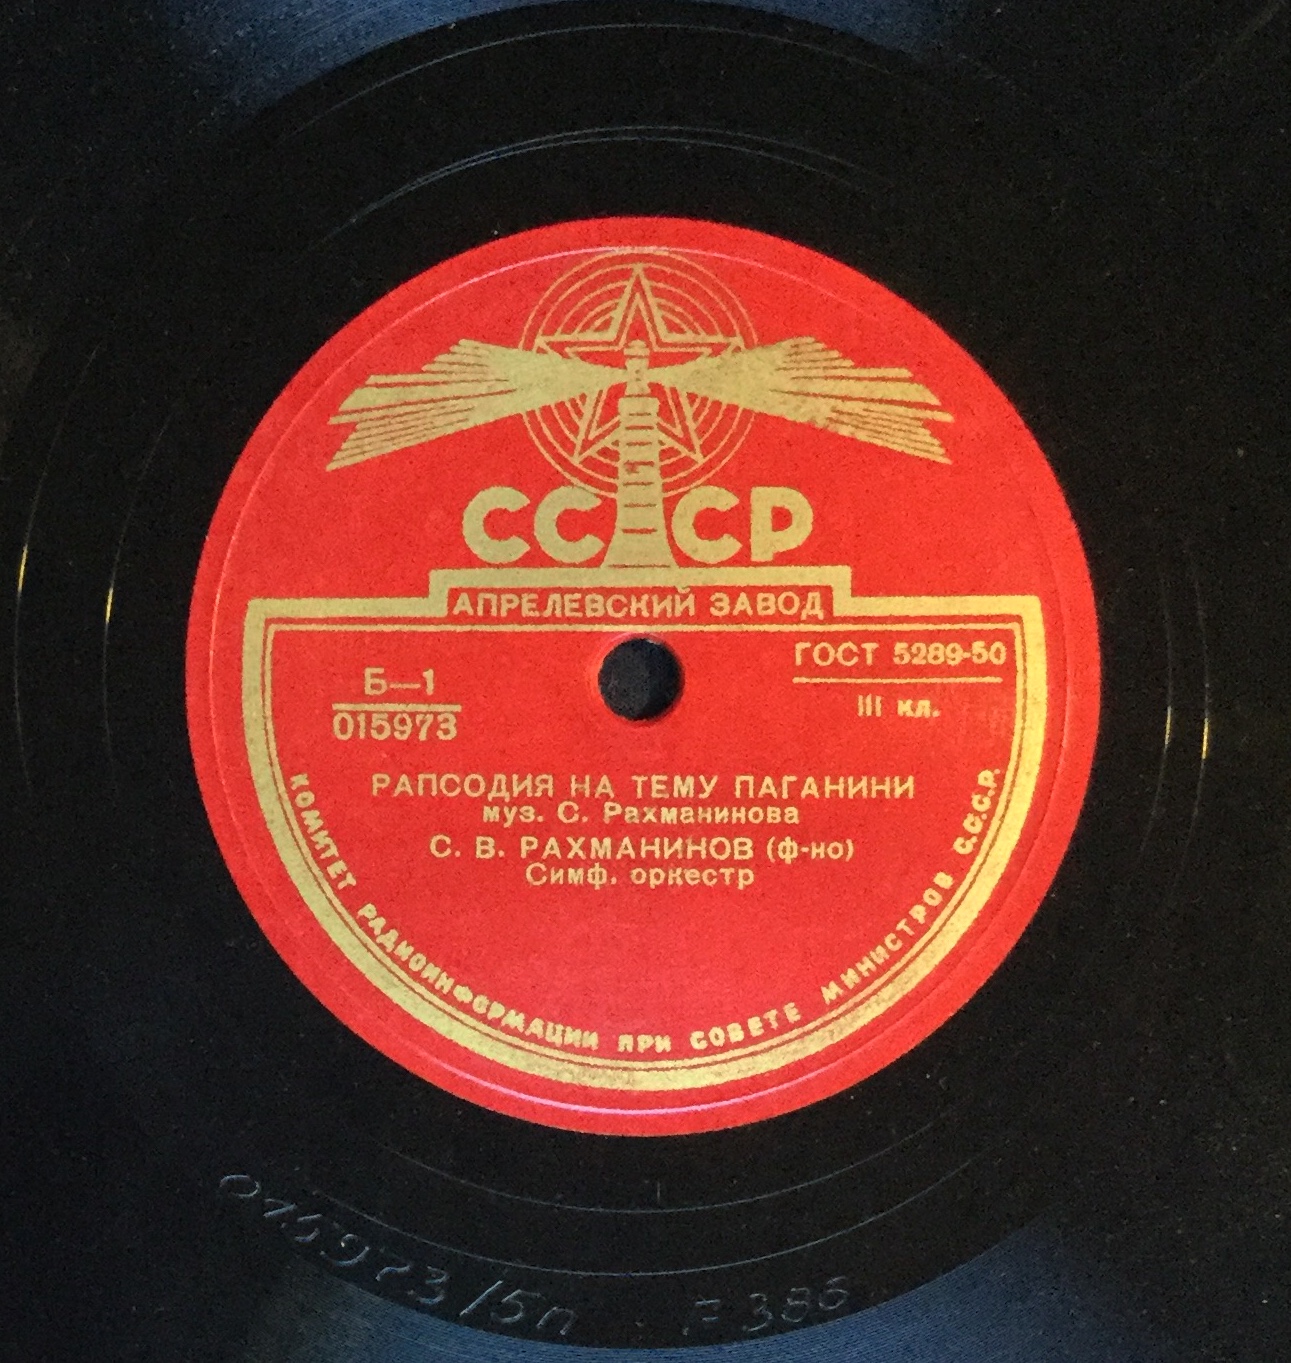 СССР
АПРЕЛЕВСКИЙ ЗАВОД
Б—1
015973
ГОСТ 5289-50
III кл.
РАПСОДИЯ НА ТЕМУ ПАГАНИНИ
муз. С. Рахманинова
С. В. РАХМАНИНОВ (ф-но)
Симф. оркестр
КОМИТЕТ РАДИОИНФОРМАЦИИ ПРИ СОВЕТЕ МИНИСТРОВ С.С.С.Р.
015973/5п